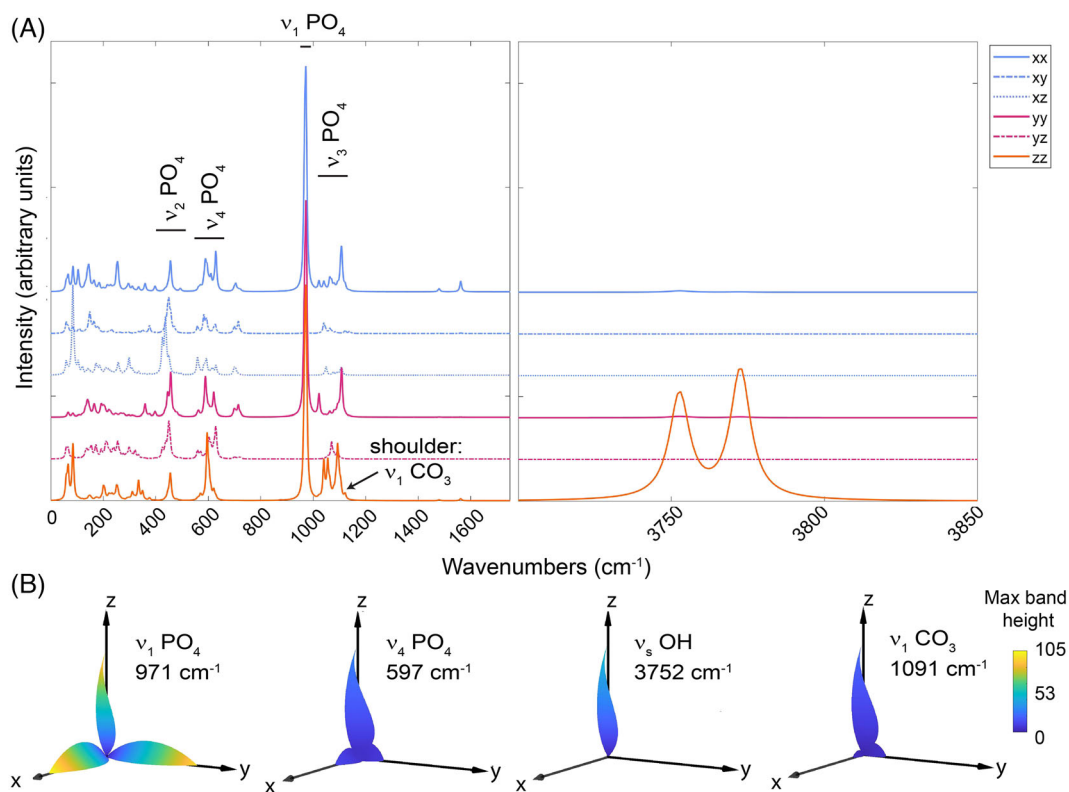 (A)
ν1 PO4
ν2 PO4
ν4 PO4
ν3 PO4
shoulder:
ν1 CO3
Intensity (arbitrary units)
0 200 400 600 800 1000 1200 1400 1600
3750 3800 3850
Wavenumbers (cm-1)
xx
xy
xz
yy
yz
zz
(B)
z
ν1 PO4
971 cm-1
x
y
z
ν4 PO4
597 cm-1
x
y
z
νs OH
3752 cm-1
x
y
z
ν1 CO3
1091 cm-1
x
y
Max band
height
105
53
0